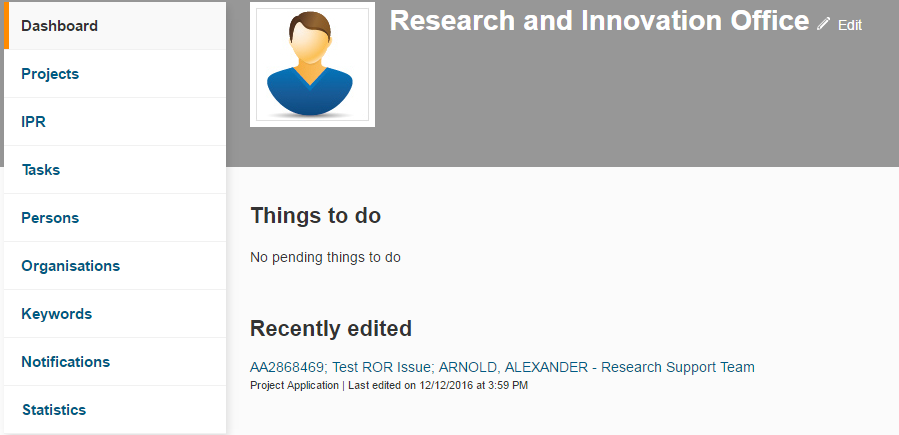 Dashboard
Projects
IPR
Tasks
Persons
Organisations
Keywords
Notifications
Statistics
Research and Innovation Office Edit
Things to do
No pending things to do
Recently edited
AA2868469; Test ROR Issue; ARNOLD, ALEXANDER - Research Support Team
Project Application | Last edited on 12/12/2016 at 3:59 PM